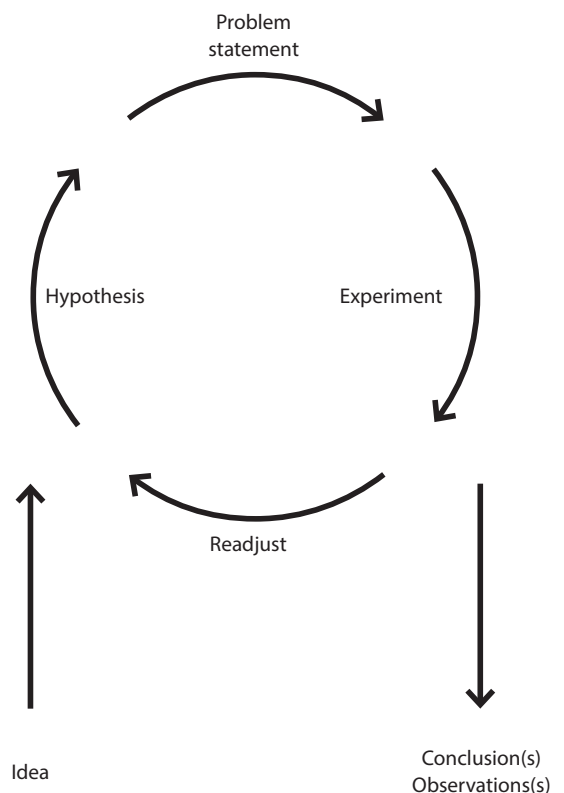 Problem
statement
Hypothesis
Experiment
Readjust
Idea
Conclusion(s)
Observations(s)